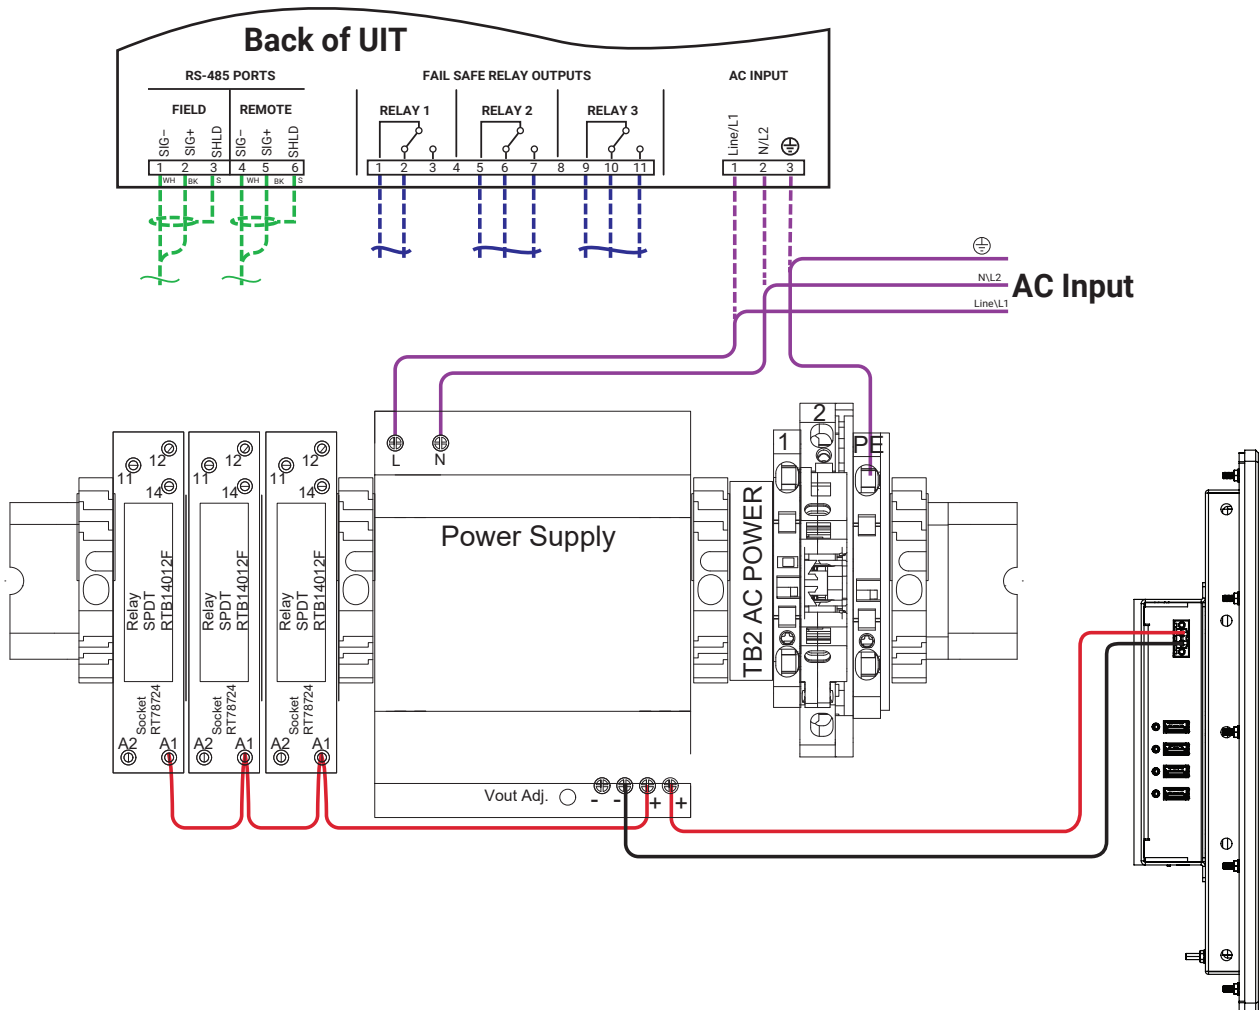 Back of UIT
RS-485 PORTS
FAIL SAFE RELAY OUTPUTS
AC INPUT
FIELD
REMOTE
RELAY 1
RELAY 2
RELAY 3
SIG−
SIG+
SHLD
SIG−
SIG+
SHLD
Line/L1
N/L2
1 2 3 4 5 6
1 2 3 4 5 6 7 8 9 10 11
1 2 3
WH BK S WH BK S
N\L2
AC Input
Line\L1
L N
Power Supply
Vout Adj.
- - + +
11 12 14
Relay
SPDT
RTB14012F
Socket
RT78724
A2 A1
11 12 14
Relay
SPDT
RTB14012F
Socket
RT78724
A2 A1
11 12 14
Relay
SPDT
RTB14012F
Socket
RT78724
A2 A1
TB2 AC POWER
1
2
PE